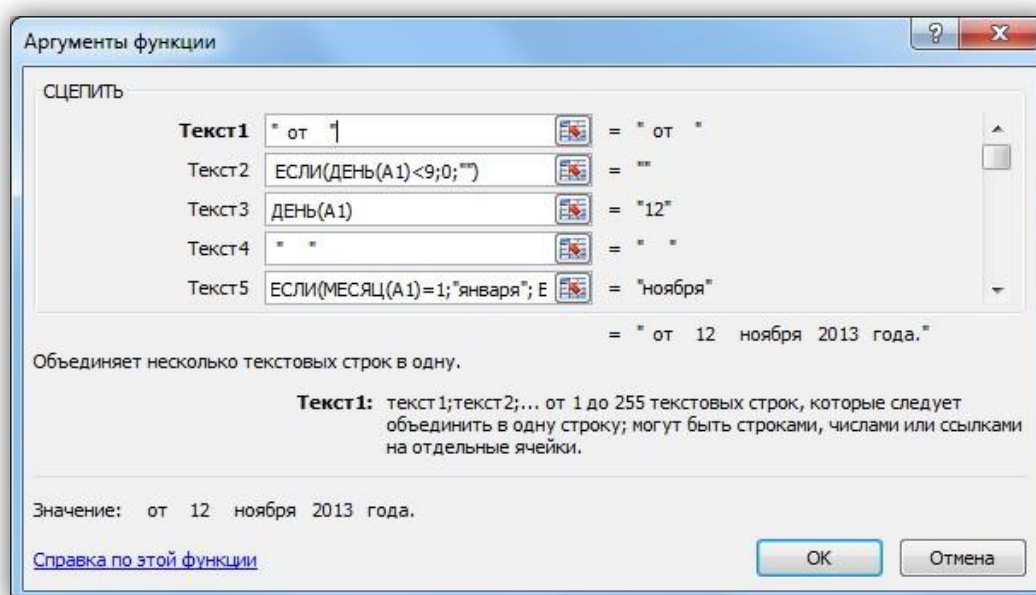 Аргументы функции
СЦЕПИТЬ
Текст1 " от   " = " от   "
Текст2 ЕСЛИ(ДЕНЬ(A1)<9;0;"") = ""
Текст3 ДЕНЬ(A1) = "12"
Текст4 "   " = "   "
Текст5 ЕСЛИ(МЕСЯЦ(A1)=1;"января"; Е = "ноября"
= " от   12   ноября  2013  года."
Объединяет несколько текстовых строк в одну.
Текст1: текст1;текст2;... от 1 до 255 текстовых строк, которые следует
объединить в одну строку; могут быть строками, числами или ссылками
на отдельные ячейки.
Значение:   от   12   ноября  2013  года.
Справка по этой функции
ОК
Отмена